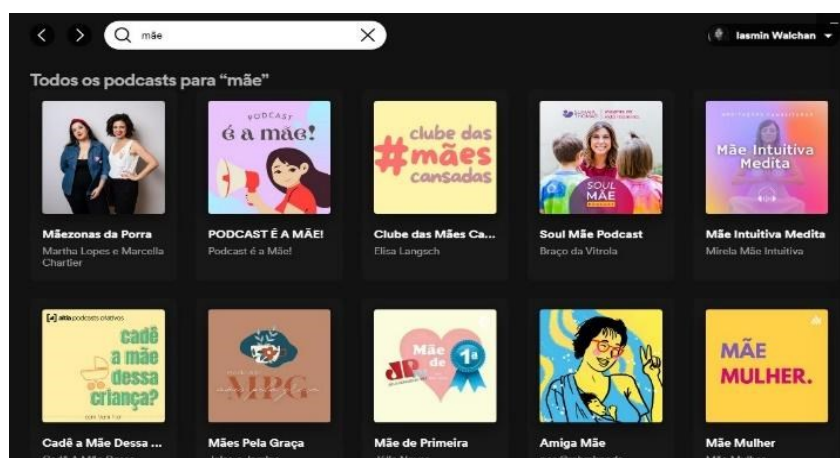 mãe
Iasmin Walchan
Todos os podcasts para “mãe”
PODCAST
é a mãe!
clube das
#mães
cansadas
SOUL
MÃE
Mãe Intuitiva
Medita
Mãezonas da Porra
Martha Lopes e Marcella
Chartier
PODCAST É A MÃE!
Podcast é a Mãe!
Clube das Mães Ca...
Elisa Langsch
Soul Mãe Podcast
Braço da Vitrola
Mãe Intuitiva Medita
Mirela Mãe Intuitiva
podcasts criativos
cadê
a mãe
dessa
criança?
MPG
Mãe
de 1ª
JP
MÃE
MULHER.
Cadê a Mãe Dessa ...
Mães Pela Graça
Mãe de Primeira
Amiga Mãe
Mãe Mulher